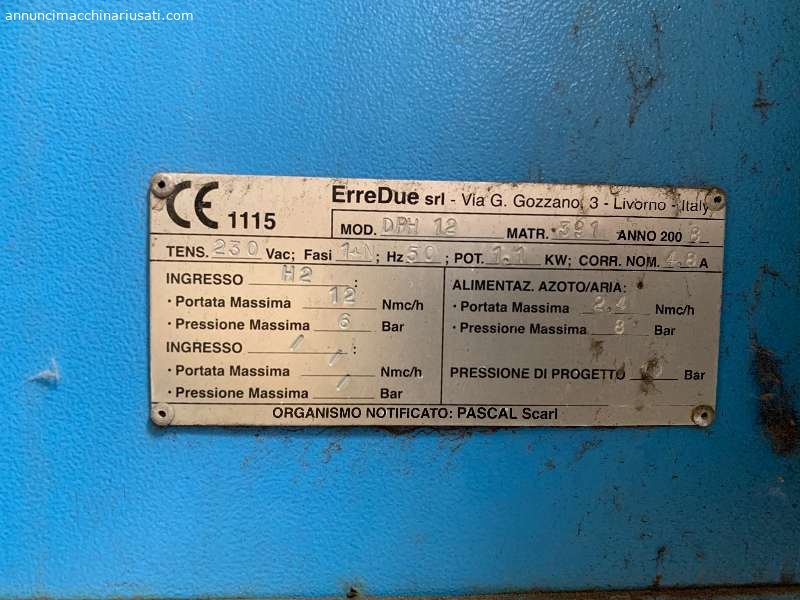 annuncimacchinariusati.com
CE 1115
ErreDue srl - Via G. Gozzano, 3 - Livorno - Italy
MOD. DPH 12 MATR. 391 ANNO 2008
TENS. 230 Vac; Fasi 1+N; Hz 50; POT. 1.1 KW; CORR. NOM. 4.8 A
INGRESSO H2 :
· Portata Massima 12 Nmc/h
· Pressione Massima 6 Bar
INGRESSO / :
· Portata Massima / Nmc/h
· Pressione Massima / Bar
ALIMENTAZ. AZOTO/ARIA:
· Portata Massima 2.4 Nmc/h
· Pressione Massima 8 Bar
PRESSIONE DI PROGETTO Bar
ORGANISMO NOTIFICATO: PASCAL Scarl